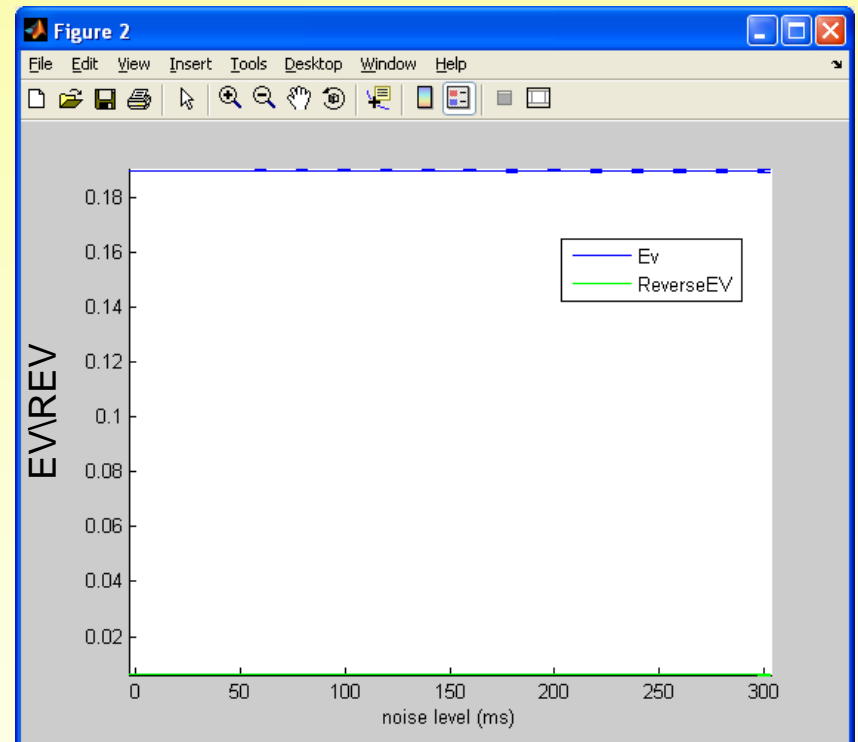 Figure 2
File Edit View Insert Tools Desktop Window Help
0.18
0.16
0.14
0.12
0.1
0.08
0.06
0.04
0.02
EV\REV
Ev
ReverseEV
0 50 100 150 200 250 300
noise level (ms)